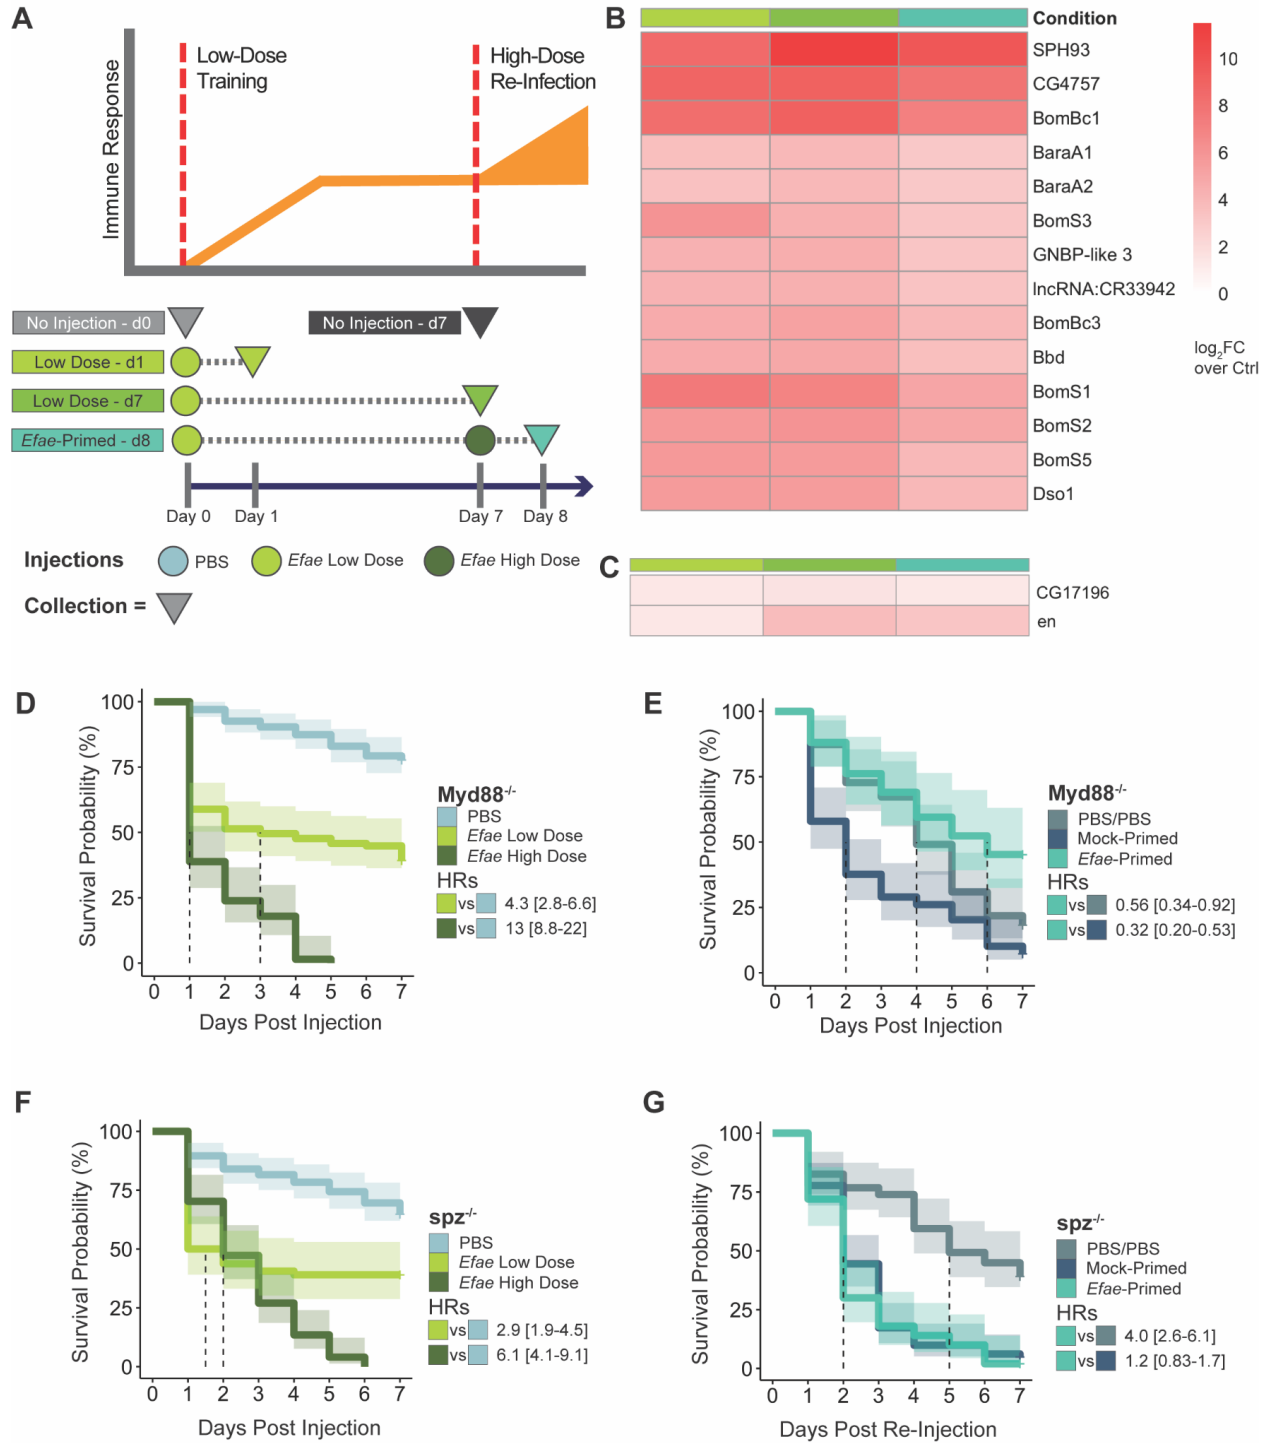 A
Immune Response
Low-Dose
Training
High-Dose
Re-Infection
No Injection - d0
No Injection - d7
Low Dose - d1
Low Dose - d7
Efae-Primed - d8
Day 0
Day 1
Day 7
Day 8
Injections
PBS
Efae Low Dose
Efae High Dose
Collection =
B
Condition
SPH93
CG4757
BomBc1
BaraA1
BaraA2
BomS3
GNBP-like 3
lncRNA:CR33942
BomBc3
Bbd
BomS1
BomS2
BomS5
Dso1
10
8
6
4
2
0
log2FC
over Ctrl
C
CG17196
en
D
Survival Probability (%)
100
75
50
25
0
0 1 2 3 4 5 6 7
Days Post Injection
Myd88-/-
PBS
Efae Low Dose
Efae High Dose
HRs
vs 4.3 [2.8-6.6]
vs 13 [8.8-22]
E
Survival Probability (%)
100
75
50
25
0
0 1 2 3 4 5 6 7
Days Post Injection
Myd88-/-
PBS/PBS
Mock-Primed
Efae-Primed
HRs
vs 0.56 [0.34-0.92]
vs 0.32 [0.20-0.53]
F
Survival Probability (%)
100
75
50
25
0
0 1 2 3 4 5 6 7
Days Post Injection
spz-/-
PBS
Efae Low Dose
Efae High Dose
HRs
vs 2.9 [1.9-4.5]
vs 6.1 [4.1-9.1]
G
Survival Probability (%)
100
75
50
25
0
0 1 2 3 4 5 6 7
Days Post Re-Injection
spz-/-
PBS/PBS
Mock-Primed
Efae-Primed
HRs
vs 4.0 [2.6-6.1]
vs 1.2 [0.83-1.7]